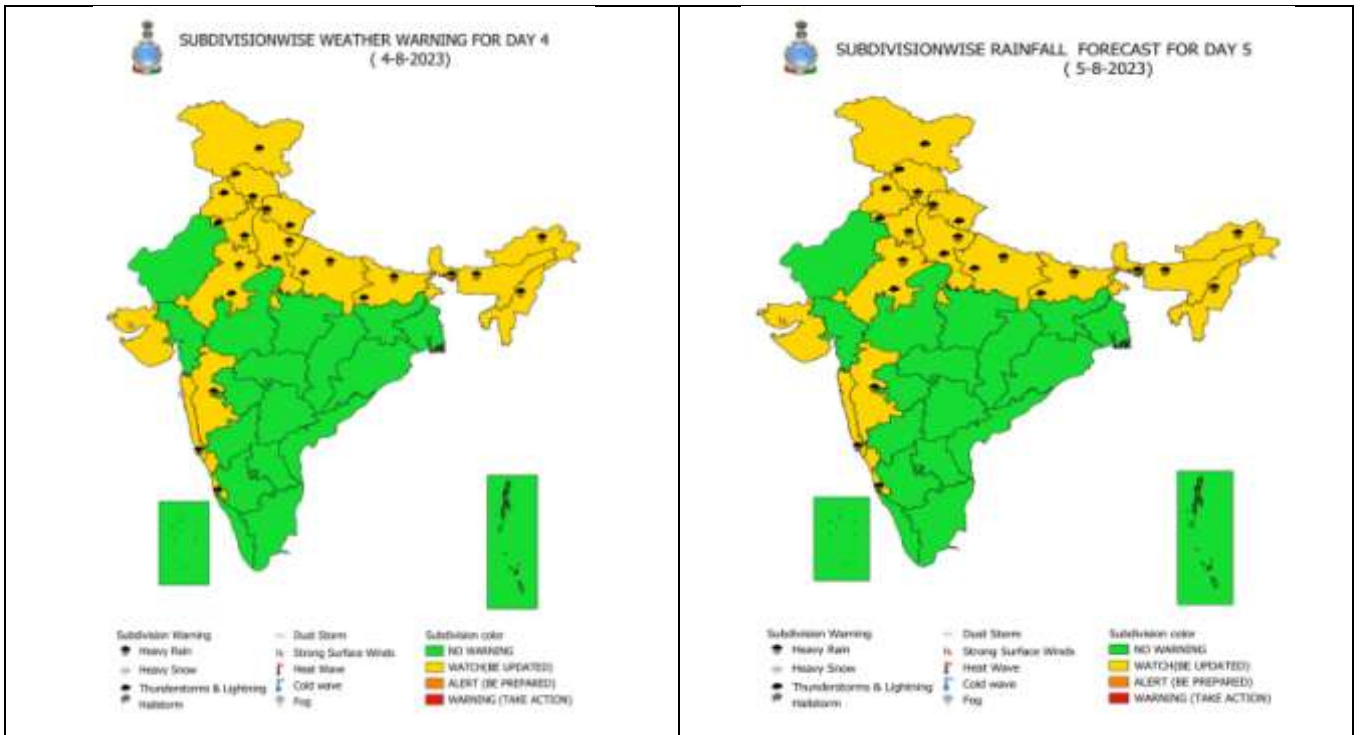 SUBDIVISIONWISE WEATHER WARNING FOR DAY 4
( 4-8-2023)
Subdivision Warning
Heavy Rain
Heavy Snow
Thunderstorms & Lightning
Hailstorm
Dust Storm
Strong Surface Winds
Heat Wave
Cold wave
Fog
Subdivision color
NO WARNING
WATCH(BE UPDATED)
ALERT (BE PREPARED)
WARNING (TAKE ACTION)
SUBDIVISIONWISE RAINFALL FORECAST FOR DAY 5
( 5-8-2023)
Subdivision Warning
Heavy Rain
Heavy Snow
Thunderstorms & Lightning
Hailstorm
Dust Storm
Strong Surface Winds
Heat Wave
Cold wave
Fog
Subdivision color
NO WARNING
WATCH(BE UPDATED)
ALERT (BE PREPARED)
WARNING (TAKE ACTION)